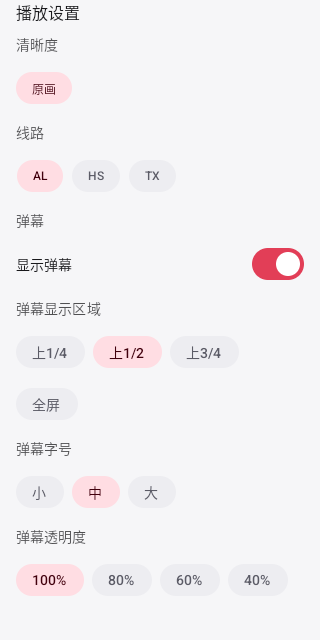 播放设置
清晰度
原画
线路
AL HS TX
弹幕
显示弹幕
弹幕显示区域
上1/4 上1/2 上3/4
全屏
弹幕字号
小 中 大
弹幕透明度
100% 80% 60% 40%